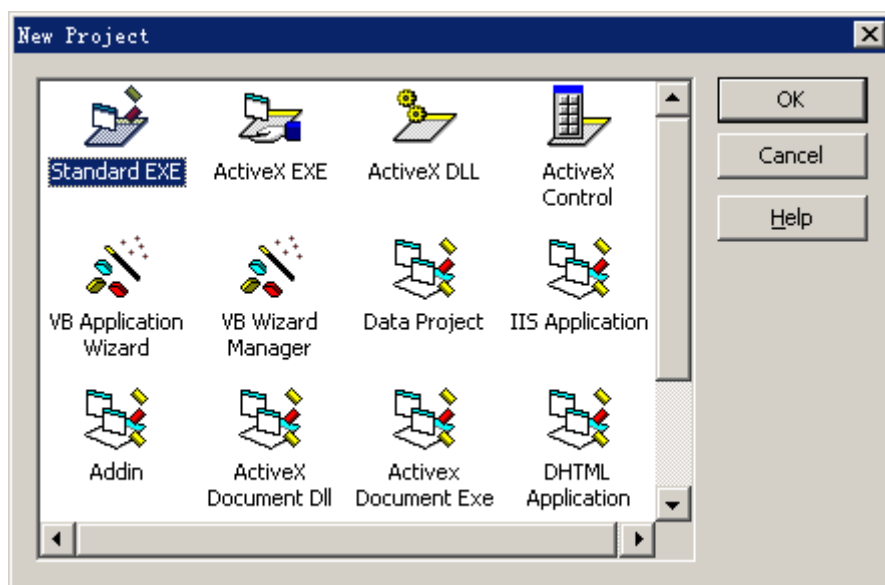 New Project
OK
Cancel
Help
Standard EXE
ActiveX EXE
ActiveX DLL
ActiveX
Control
VB Application
Wizard
VB Wizard
Manager
Data Project
IIS Application
Addin
ActiveX
Document Dll
Activex
Document Exe
DHTML
Application